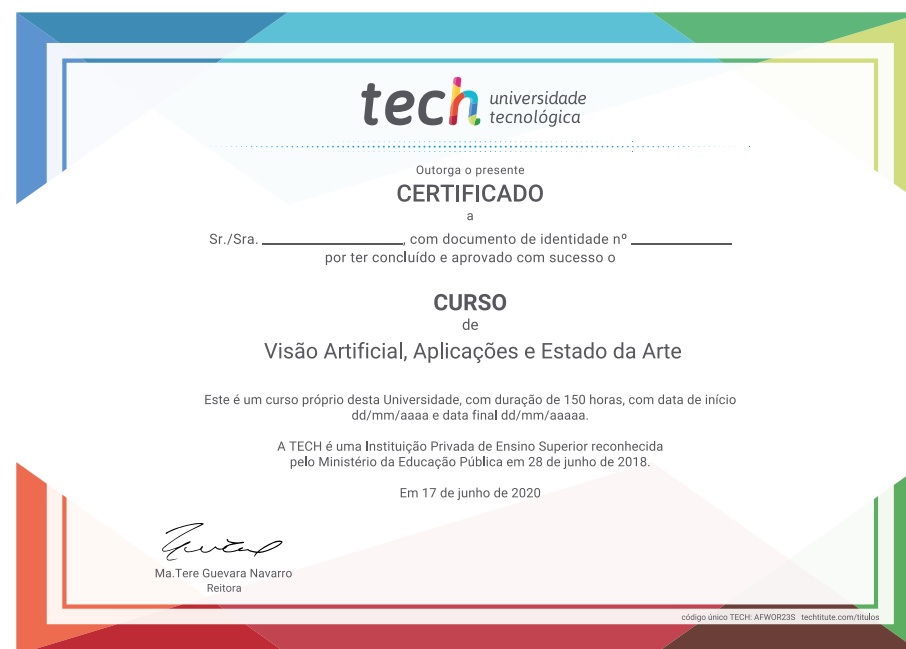 tech universidade
tecnológica
Outorga o presente
CERTIFICADO
a
Sr./Sra. ____________, com documento de identidade nº ____________
por ter concluído e aprovado com sucesso o
CURSO
de
Visão Artificial, Aplicações e Estado da Arte
Este é um curso próprio desta Universidade, com duração de 150 horas, com data de início
dd/mm/aaaa e data final dd/mm/aaaaa.
A TECH é uma Instituição Privada de Ensino Superior reconhecida
pelo Ministério da Educação Pública em 28 de junho de 2018.
Em 17 de junho de 2020
Ma.Tere Guevara Navarro
Reitora
código único TECH: AFWOR23S techtitute.com/titulos